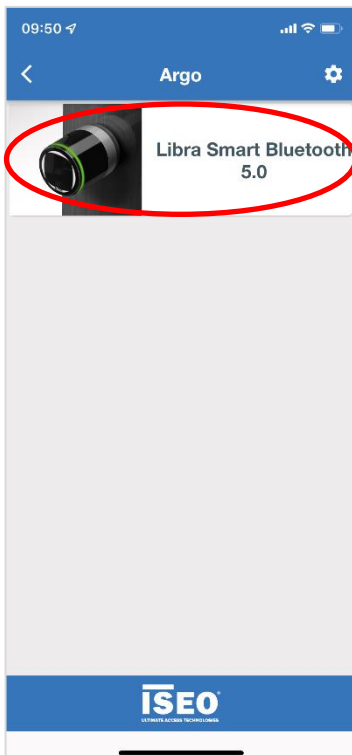 09:50
Argo
Libra Smart Bluetooth
5.0
ISEO
ULTIMATE ACCESS TECHNOLOGIES